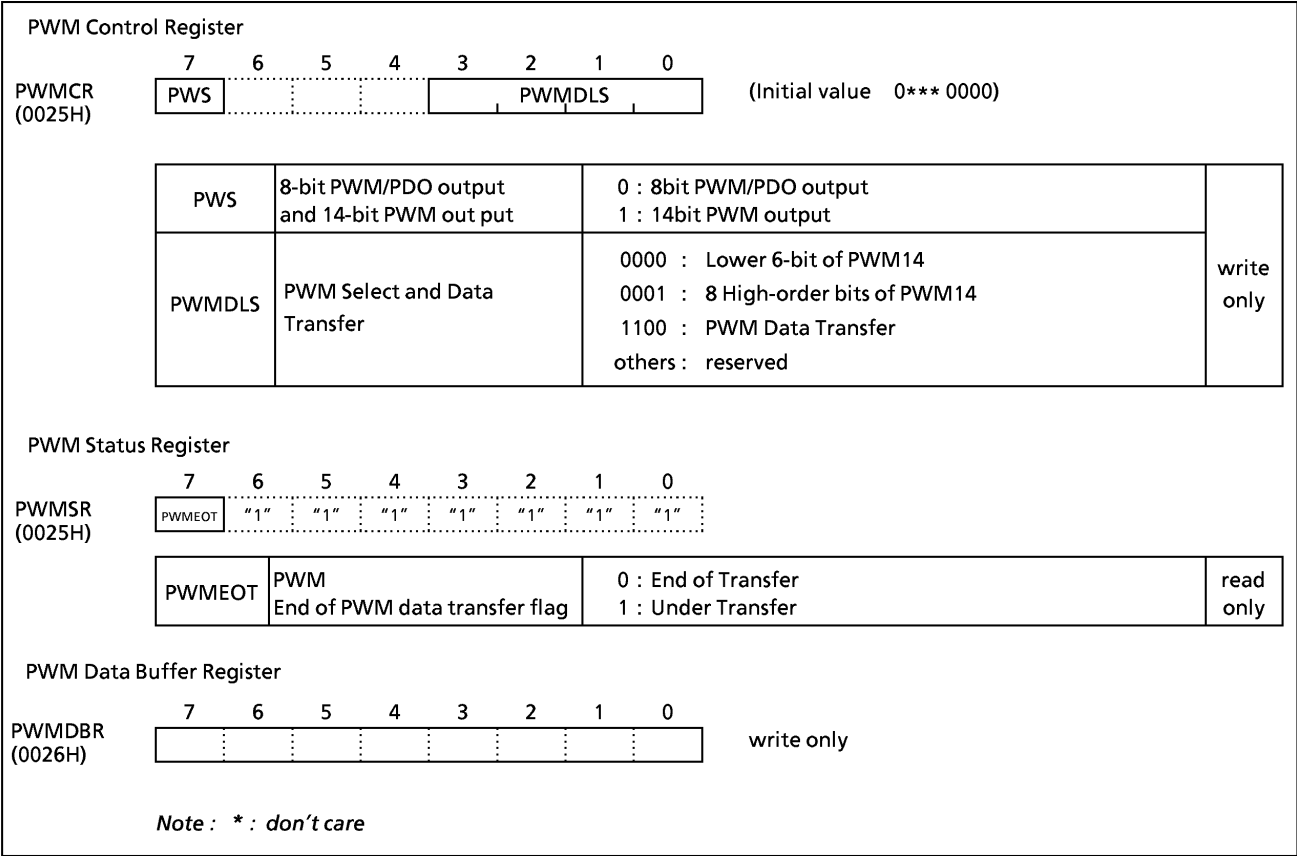 PWM Control Register
7 6 5 4 3 2 1 0
PWMCR
(0025H)
PWS PWMDLS
(Initial value 0*** 0000)
PWS
8-bit PWM/PDO output
and 14-bit PWM out put
0 : 8bit PWM/PDO output
1 : 14bit PWM output
write
only
PWMDLS
PWM Select and Data
Transfer
0000 : Lower 6-bit of PWM14
0001 : 8 High-order bits of PWM14
1100 : PWM Data Transfer
others : reserved
PWM Status Register
7 6 5 4 3 2 1 0
PWMSR
(0025H)
PWMEOT "1" "1" "1" "1" "1" "1" "1"
PWMEOT
PWM
End of PWM data transfer flag
0 : End of Transfer
1 : Under Transfer
read
only
PWM Data Buffer Register
7 6 5 4 3 2 1 0
PWMDBR
(0026H)
write only
Note : * : don't care